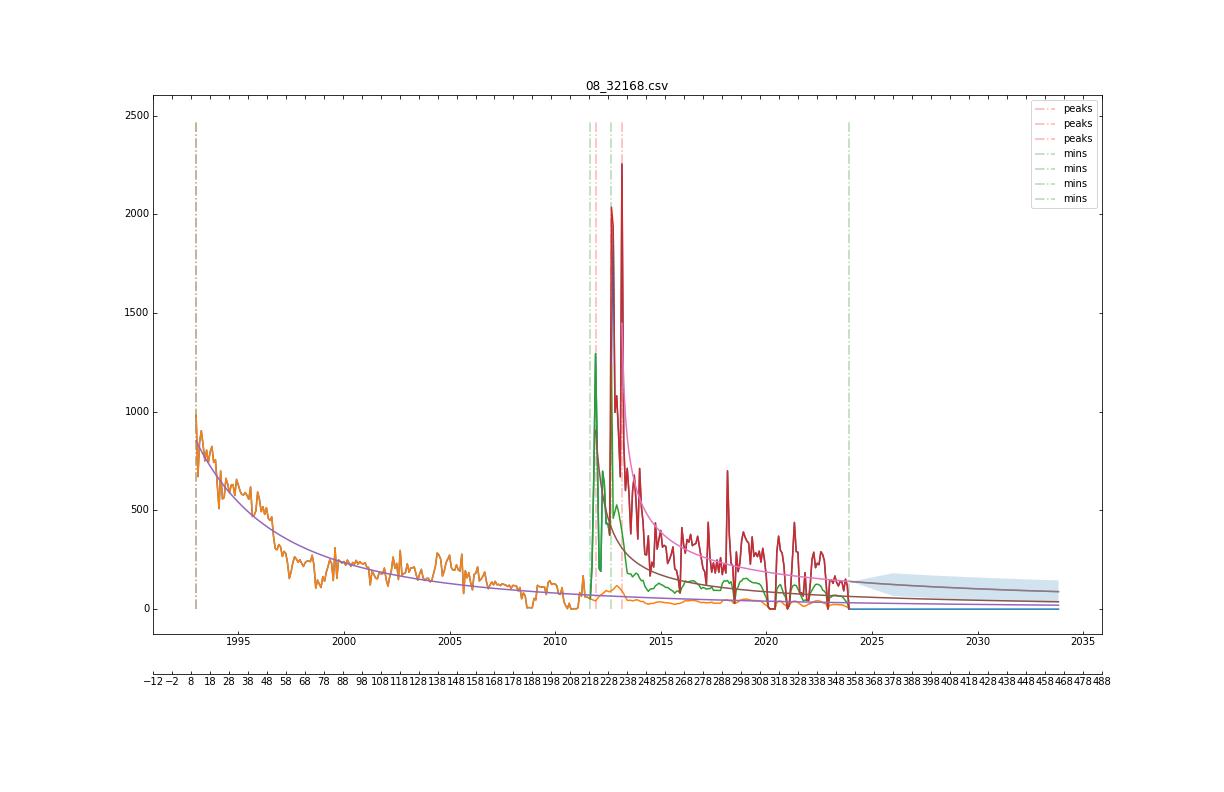 08_32168.csv
peaks
peaks
peaks
mins
mins
mins
mins
2500
2000
1500
1000
500
0
1995 2000 2005 2010 2015 2020 2025 2030 2035
−12 −2 8 18 28 38 48 58 68 78 88 98 108 118 128 138 148 158 168 178 188 198 208 218 228 238 248 258 268 278 288 298 308 318 328 338 348 358 368 378 388 398 408 418 428 438 448 458 468 478 488